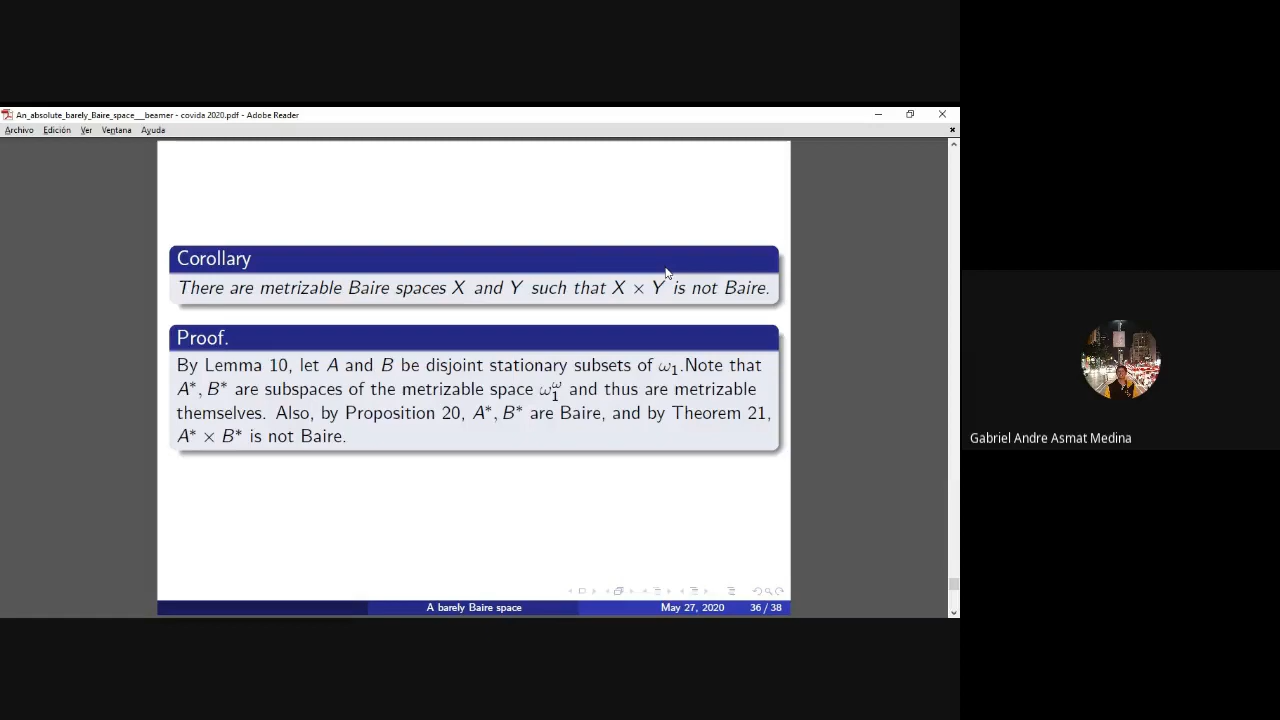 An_absolute_barely_Baire_space__beamer - covida 2020.pdf - Adobe Reader
Archivo Edición Ver Ventana Ayuda
Corollary
There are metrizable Baire spaces X and Y such that X × Y is not Baire.
Proof.
By Lemma 10, let A and B be disjoint stationary subsets of ω₁.Note that
A*, B* are subspaces of the metrizable space ω₁^ω and thus are metrizable
themselves. Also, by Proposition 20, A*, B* are Baire, and by Theorem 21,
A* × B* is not Baire.
A barely Baire space May 27, 2020 36 / 38
Gabriel Andre Asmat Medina